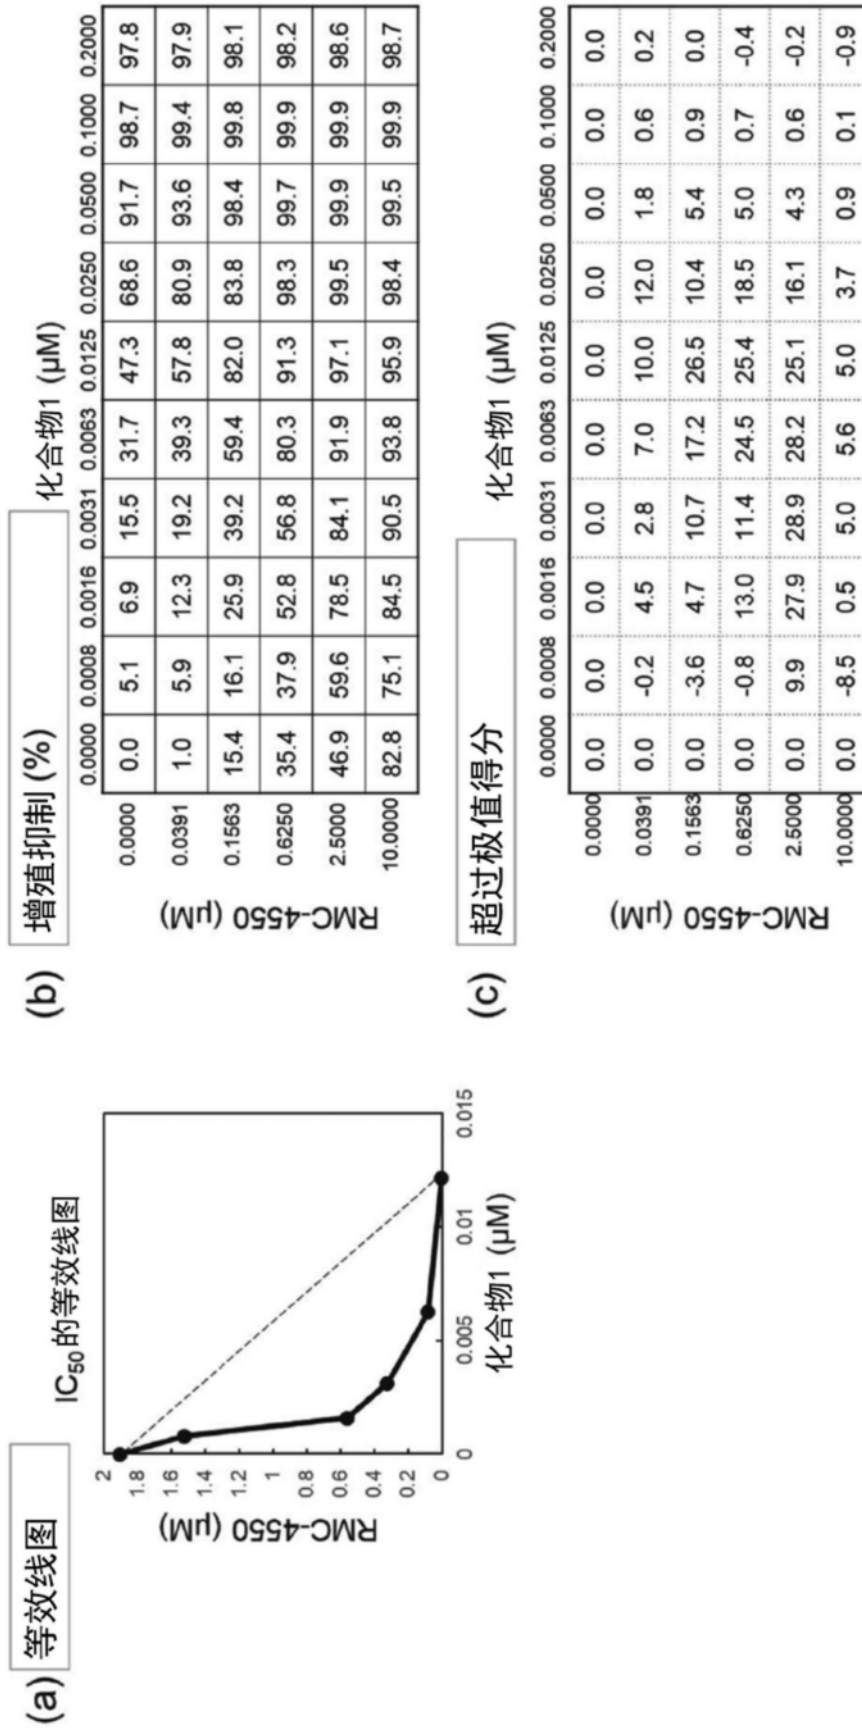 (a) 等效线图
IC50的等效线图
RMC-4550 (μM)
2
1.8
1.6
1.4
1.2
1
0.8
0.6
0.4
0.2
0
0 0.005 0.01 0.015
化合物1 (μM)
(b) 增殖抑制 (%)
化合物1 (μM)
0.0000 0.0008 0.0016 0.0031 0.0063 0.0125 0.0250 0.0500 0.1000 0.2000
0.0000 0.0 5.1 6.9 15.5 31.7 47.3 68.6 91.7 98.7 97.8
0.0391 1.0 5.9 12.3 19.2 39.3 57.8 80.9 93.6 99.4 97.9
0.1563 15.4 16.1 25.9 39.2 59.4 82.0 83.8 98.4 99.8 98.1
0.6250 35.4 37.9 52.8 56.8 80.3 91.3 98.3 99.7 99.9 98.2
2.5000 46.9 59.6 78.5 84.1 91.9 97.1 99.5 99.9 99.9 98.6
10.0000 82.8 75.1 84.5 90.5 93.8 95.9 98.4 99.5 99.9 98.7
RMC-4550 (μM)
(c) 超过极值得分
化合物1 (μM)
0.0000 0.0008 0.0016 0.0031 0.0063 0.0125 0.0250 0.0500 0.1000 0.2000
0.0000 0.0 0.0 0.0 0.0 0.0 0.0 0.0 0.0 0.0 0.0
0.0391 0.0 -0.2 4.5 2.8 7.0 10.0 12.0 1.8 0.6 0.2
0.1563 0.0 -3.6 4.7 10.7 17.2 26.5 10.4 5.4 0.9 0.0
0.6250 0.0 -0.8 13.0 11.4 24.5 25.4 18.5 5.0 0.7 -0.4
2.5000 0.0 9.9 27.9 28.9 28.2 25.1 16.1 4.3 0.6 -0.2
10.0000 0.0 -8.5 0.5 5.0 5.6 5.0 3.7 0.9 0.1 -0.9
RMC-4550 (μM)